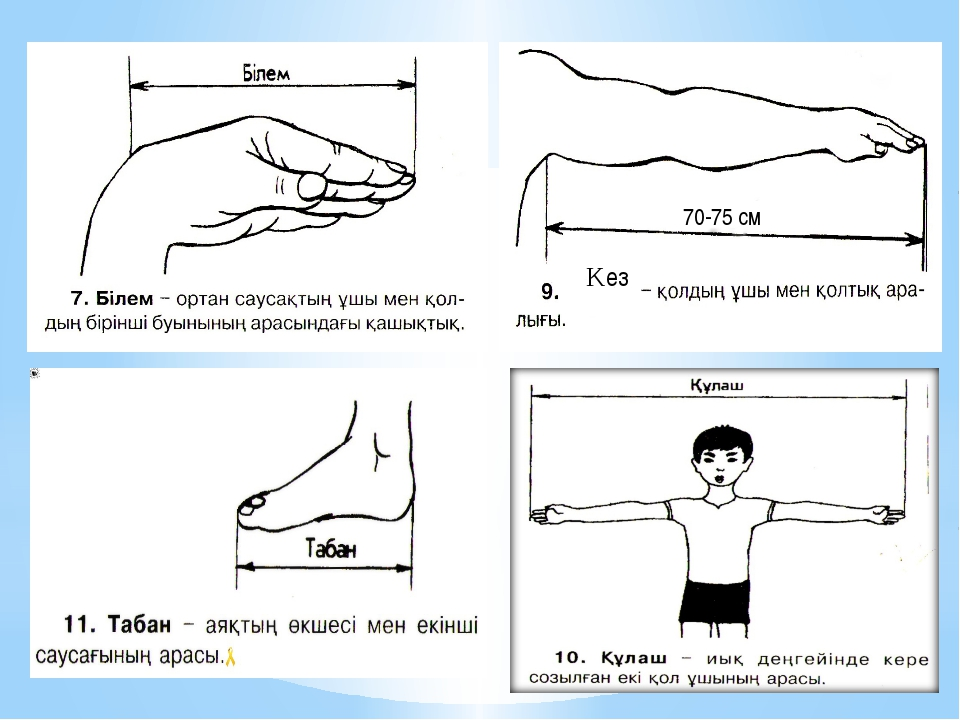 Білем
7. Білем – ортан саусақтың ұшы мен қол-
дың бірінші буынының арасындағы қашықтық.
70-75 см
9. Кез – қолдың ұшы мен қолтық ара-
лығы.
Табан
11. Табан – аяқтың өкшесі мен екінші
саусағының арасы.
Құлаш
10. Құлаш – иық деңгейінде кере
созылған екі қол ұшының арасы.